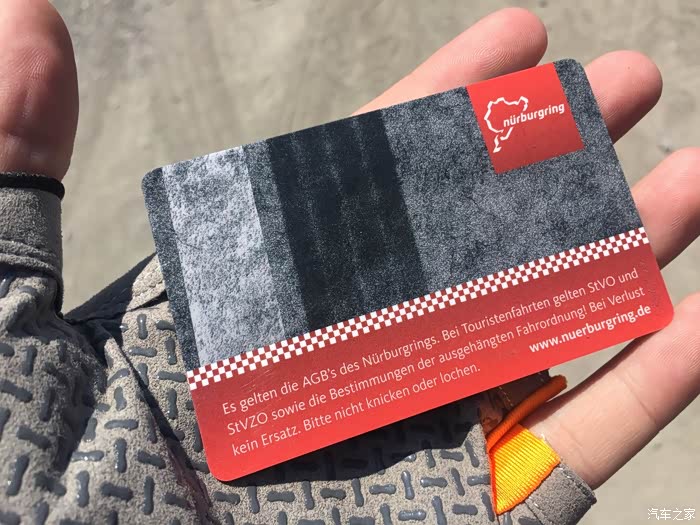 nürburgring
Es gelten die AGB's des Nürburgrings. Bei Touristenfahrten gelten StVO und
StVZO sowie die Bestimmungen der ausgehängten Fahrordnung! Bei Verlust
kein Ersatz. Bitte nicht knicken oder lochen.
www.nuerburgring.de
汽车之家